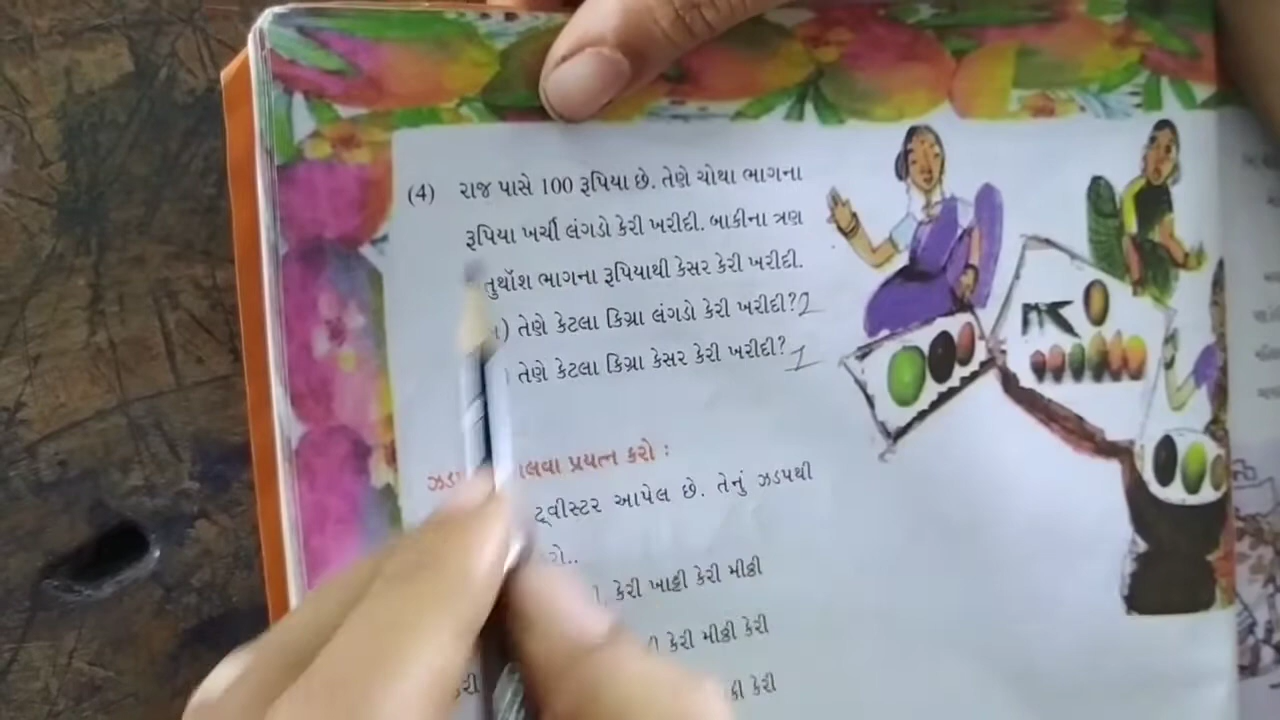 (4) રાજ પાસે 100 રૂપિયા છે. તેણે ચોથા ભાગના
રૂપિયા ખર્ચી લંગડો કેરી ખરીદી. બાકીના ત્રણ
તુર્થાંશ ભાગના રૂપિયાથી કેસર કેરી ખરીદી.
) તેણે કેટલા કિગ્રા લંગડો કેરી ખરીદી?
) તેણે કેટલા કિગ્રા કેસર કેરી ખરીદી? 1
ઝડ લવા પ્રયત્ન કરો :
ટ્વીસ્ટર આપેલ છે. તેનું ઝડપથી
રો..
કેરી ખાટ્ટી કેરી મીઠ્ઠી
કેરી મીઠ્ઠી કેરી
કેરી